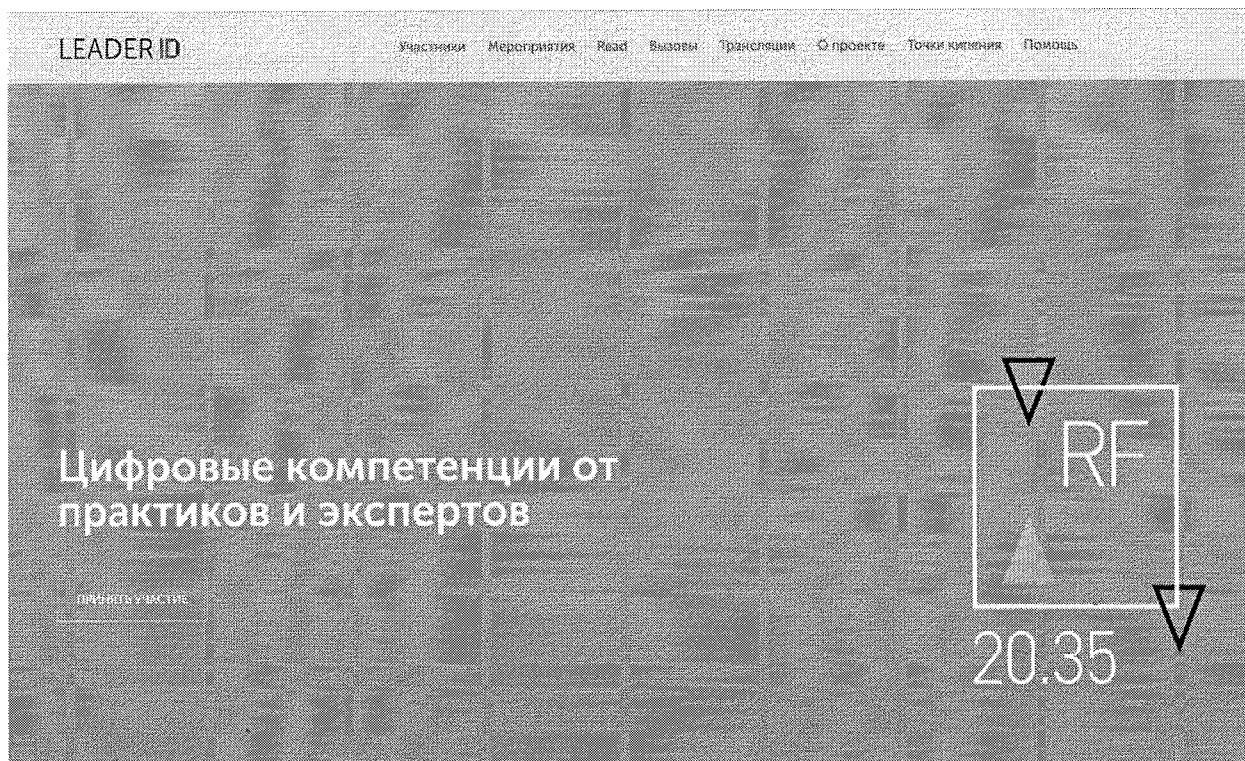 LEADER ID
Участники Мероприятия Read Вызовы Трансляции О проекте Точки кипения Помощь
Цифровые компетенции от
практиков и экспертов
RF
ПРИНЯТЬ УЧАСТИЕ
20.35